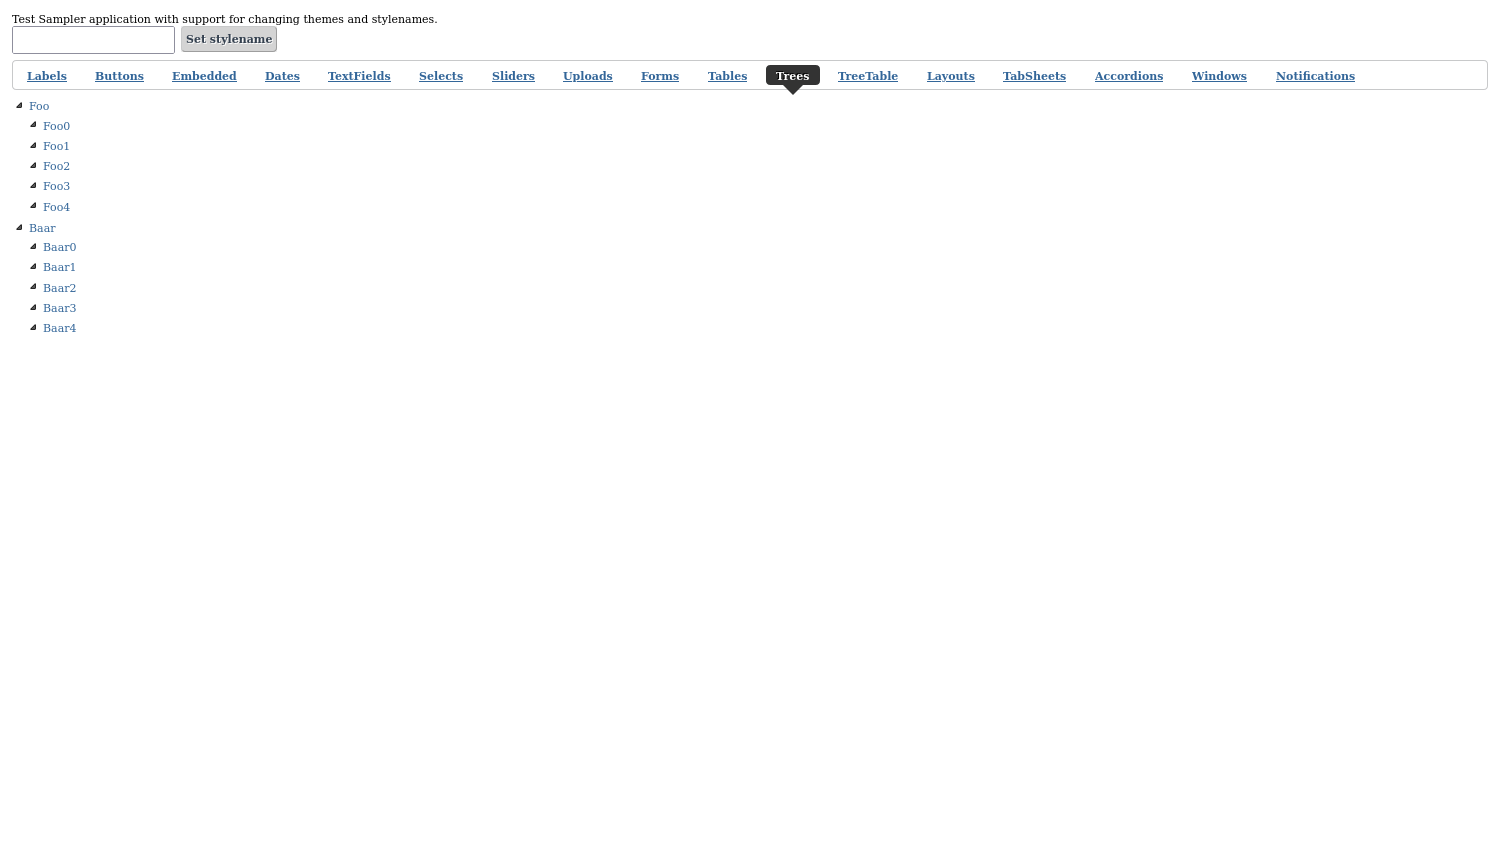 Test Sampler application with support for changing themes and stylenames.
Set stylename
Labels Buttons Embedded Dates TextFields Selects Sliders Uploads Forms Tables Trees TreeTable Layouts TabSheets Accordions Windows Notifications
Foo
Foo0
Foo1
Foo2
Foo3
Foo4
Baar
Baar0
Baar1
Baar2
Baar3
Baar4